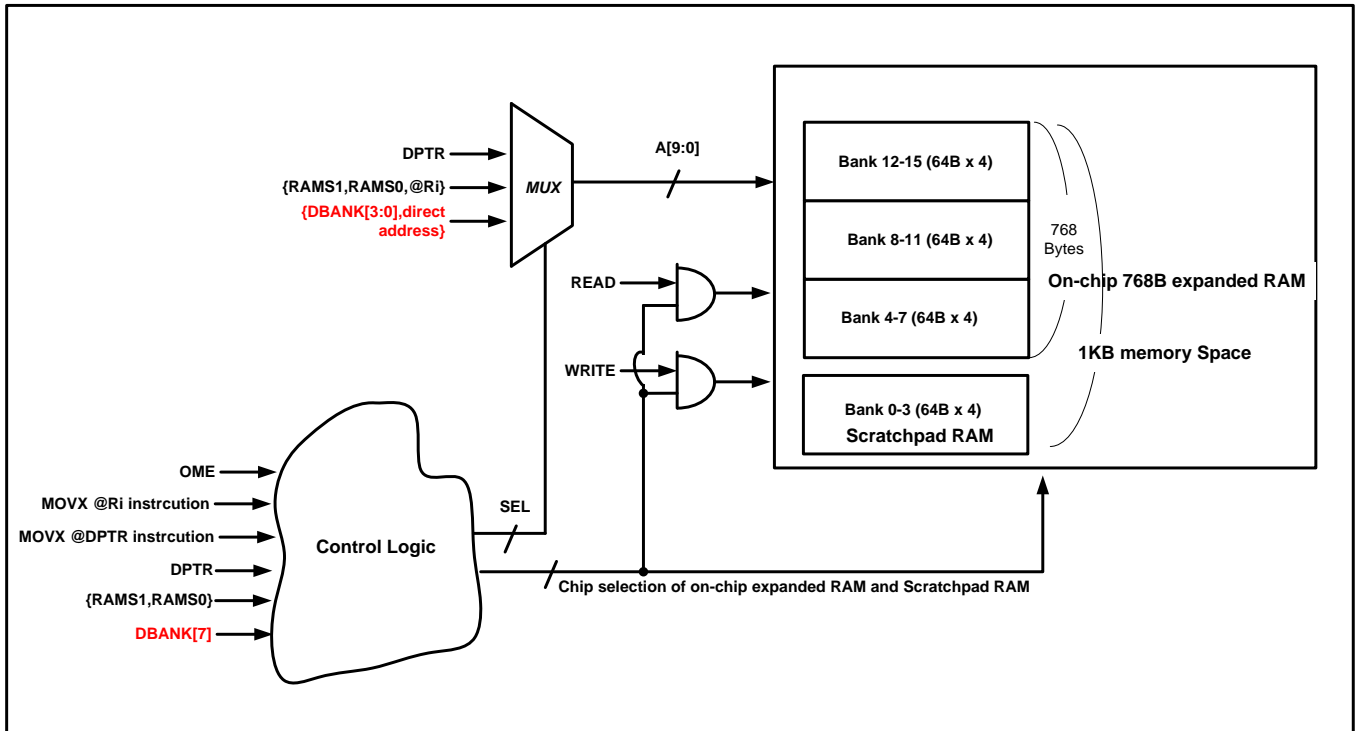 DPTR
{RAMS1,RAMS0,@Ri}
{DBANK[3:0],direct
address}
MUX
A[9:0]
READ
WRITE
Bank 12-15 (64B x 4)
Bank 8-11 (64B x 4)
Bank 4-7 (64B x 4)
Bank 0-3 (64B x 4)
Scratchpad RAM
768
Bytes
On-chip 768B expanded RAM
1KB memory Space
OME
MOVX @Ri instrcution
MOVX @DPTR instrcution
DPTR
{RAMS1,RAMS0}
DBANK[7]
Control Logic
SEL
Chip selection of on-chip expanded RAM and Scratchpad RAM